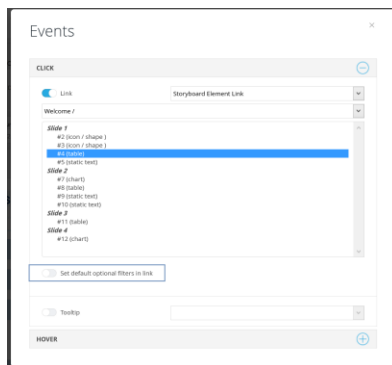 Events
×
CLICK
Link
Storyboard Element Link
Welcome /
Slide 1
#2 (icon / shape )
#3 (icon / shape )
#4 (table)
#5 (static text)
Slide 2
#7 (chart)
#8 (table)
#9 (static text)
#10 (static text)
Slide 3
#11 (table)
Slide 4
#12 (chart)
Set default optional filters in link
Tooltip
HOVER